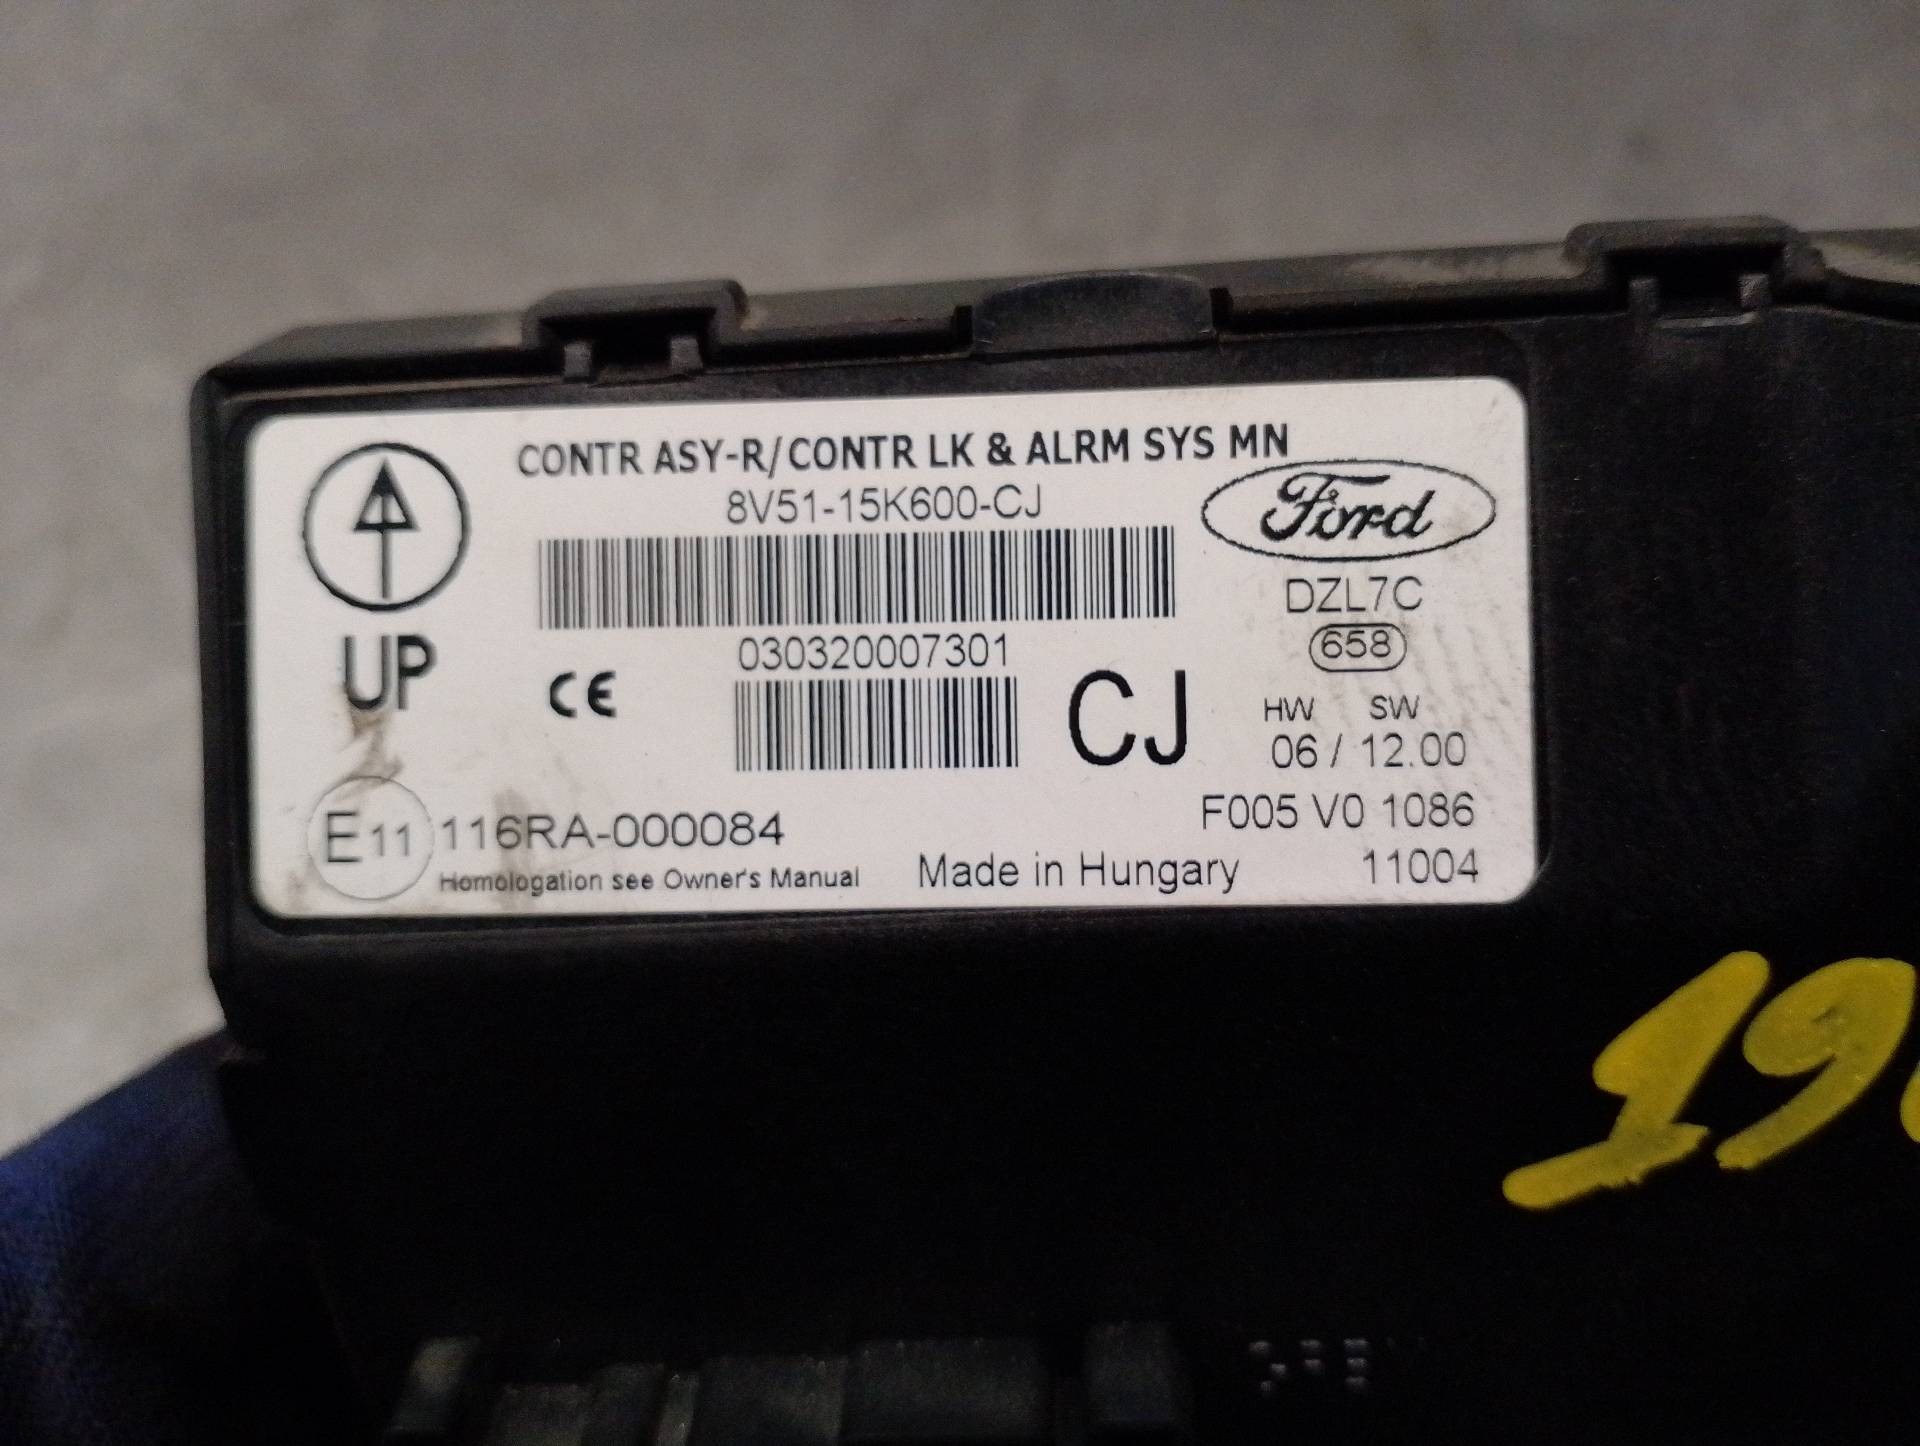 CONTR ASY-R/CONTR LK & ALRM SYS MN
8V51-15K600-CJ
Ford
DZL7C
658
UP
030320007301
CE
CJ
HW SW
06 / 12.00
E11 116RA-000084
F005 V0 1086
Homologation see Owner's Manual
Made in Hungary
11004
19